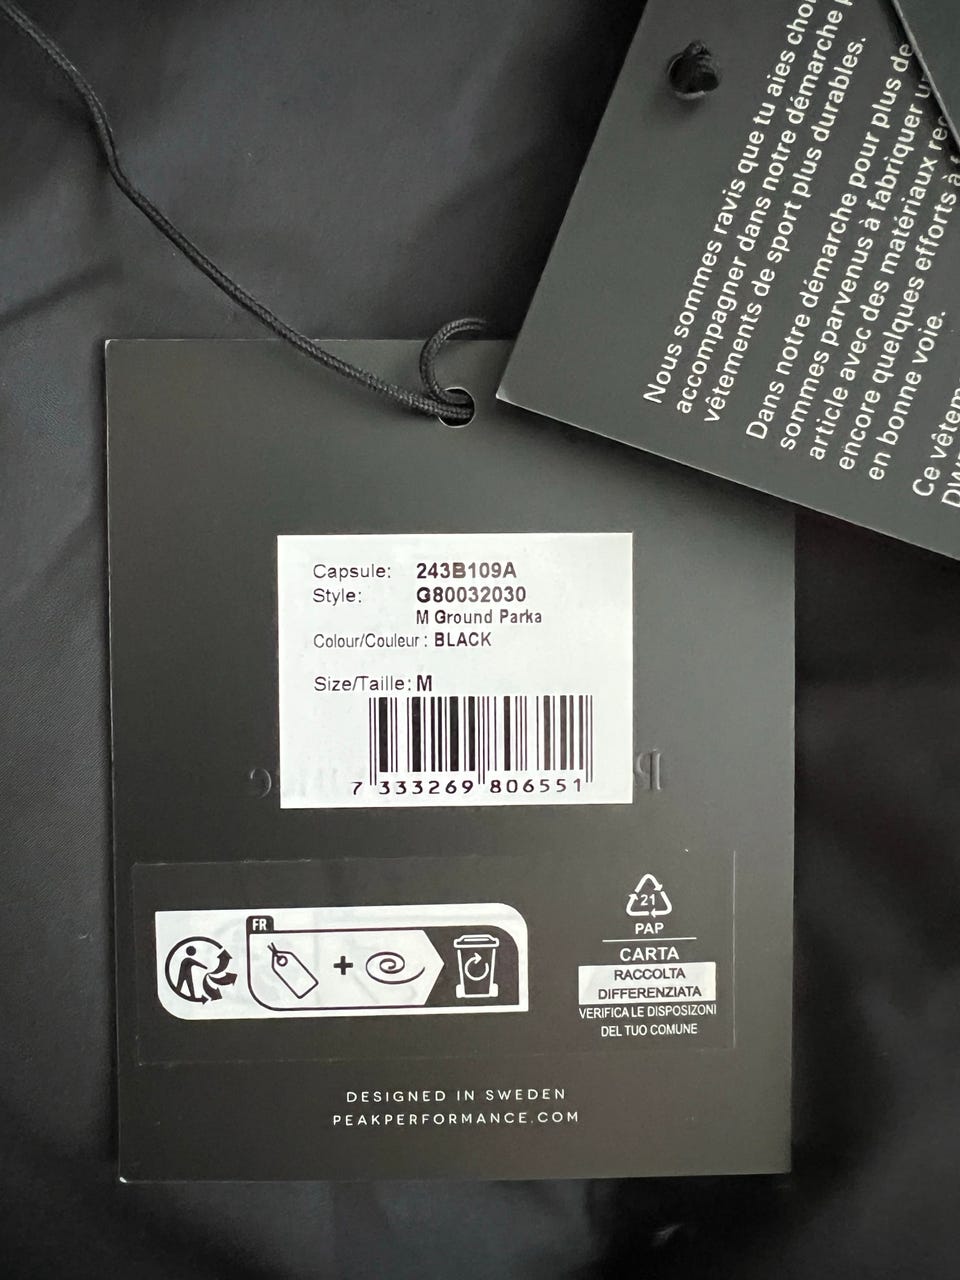 Nous sommes ravis que tu aies
accompagner dans notre démarche
vêtements de sport plus durables.
Dans notre démarche pour plus de
sommes parvenus à fabriquer
article avec des matériaux
encore quelques efforts à
en bonne voie.
Ce
Capsule: 243B109A
Style: G80032030
M Ground Parka
Colour/Couleur : BLACK
Size/Taille: M
7 333269 806551
FR
21
PAP
CARTA
RACCOLTA
DIFFERENZIATA
VERIFICA LE DISPOSIZONI
DEL TUO COMUNE
DESIGNED IN SWEDEN
PEAKPERFORMANCE.COM